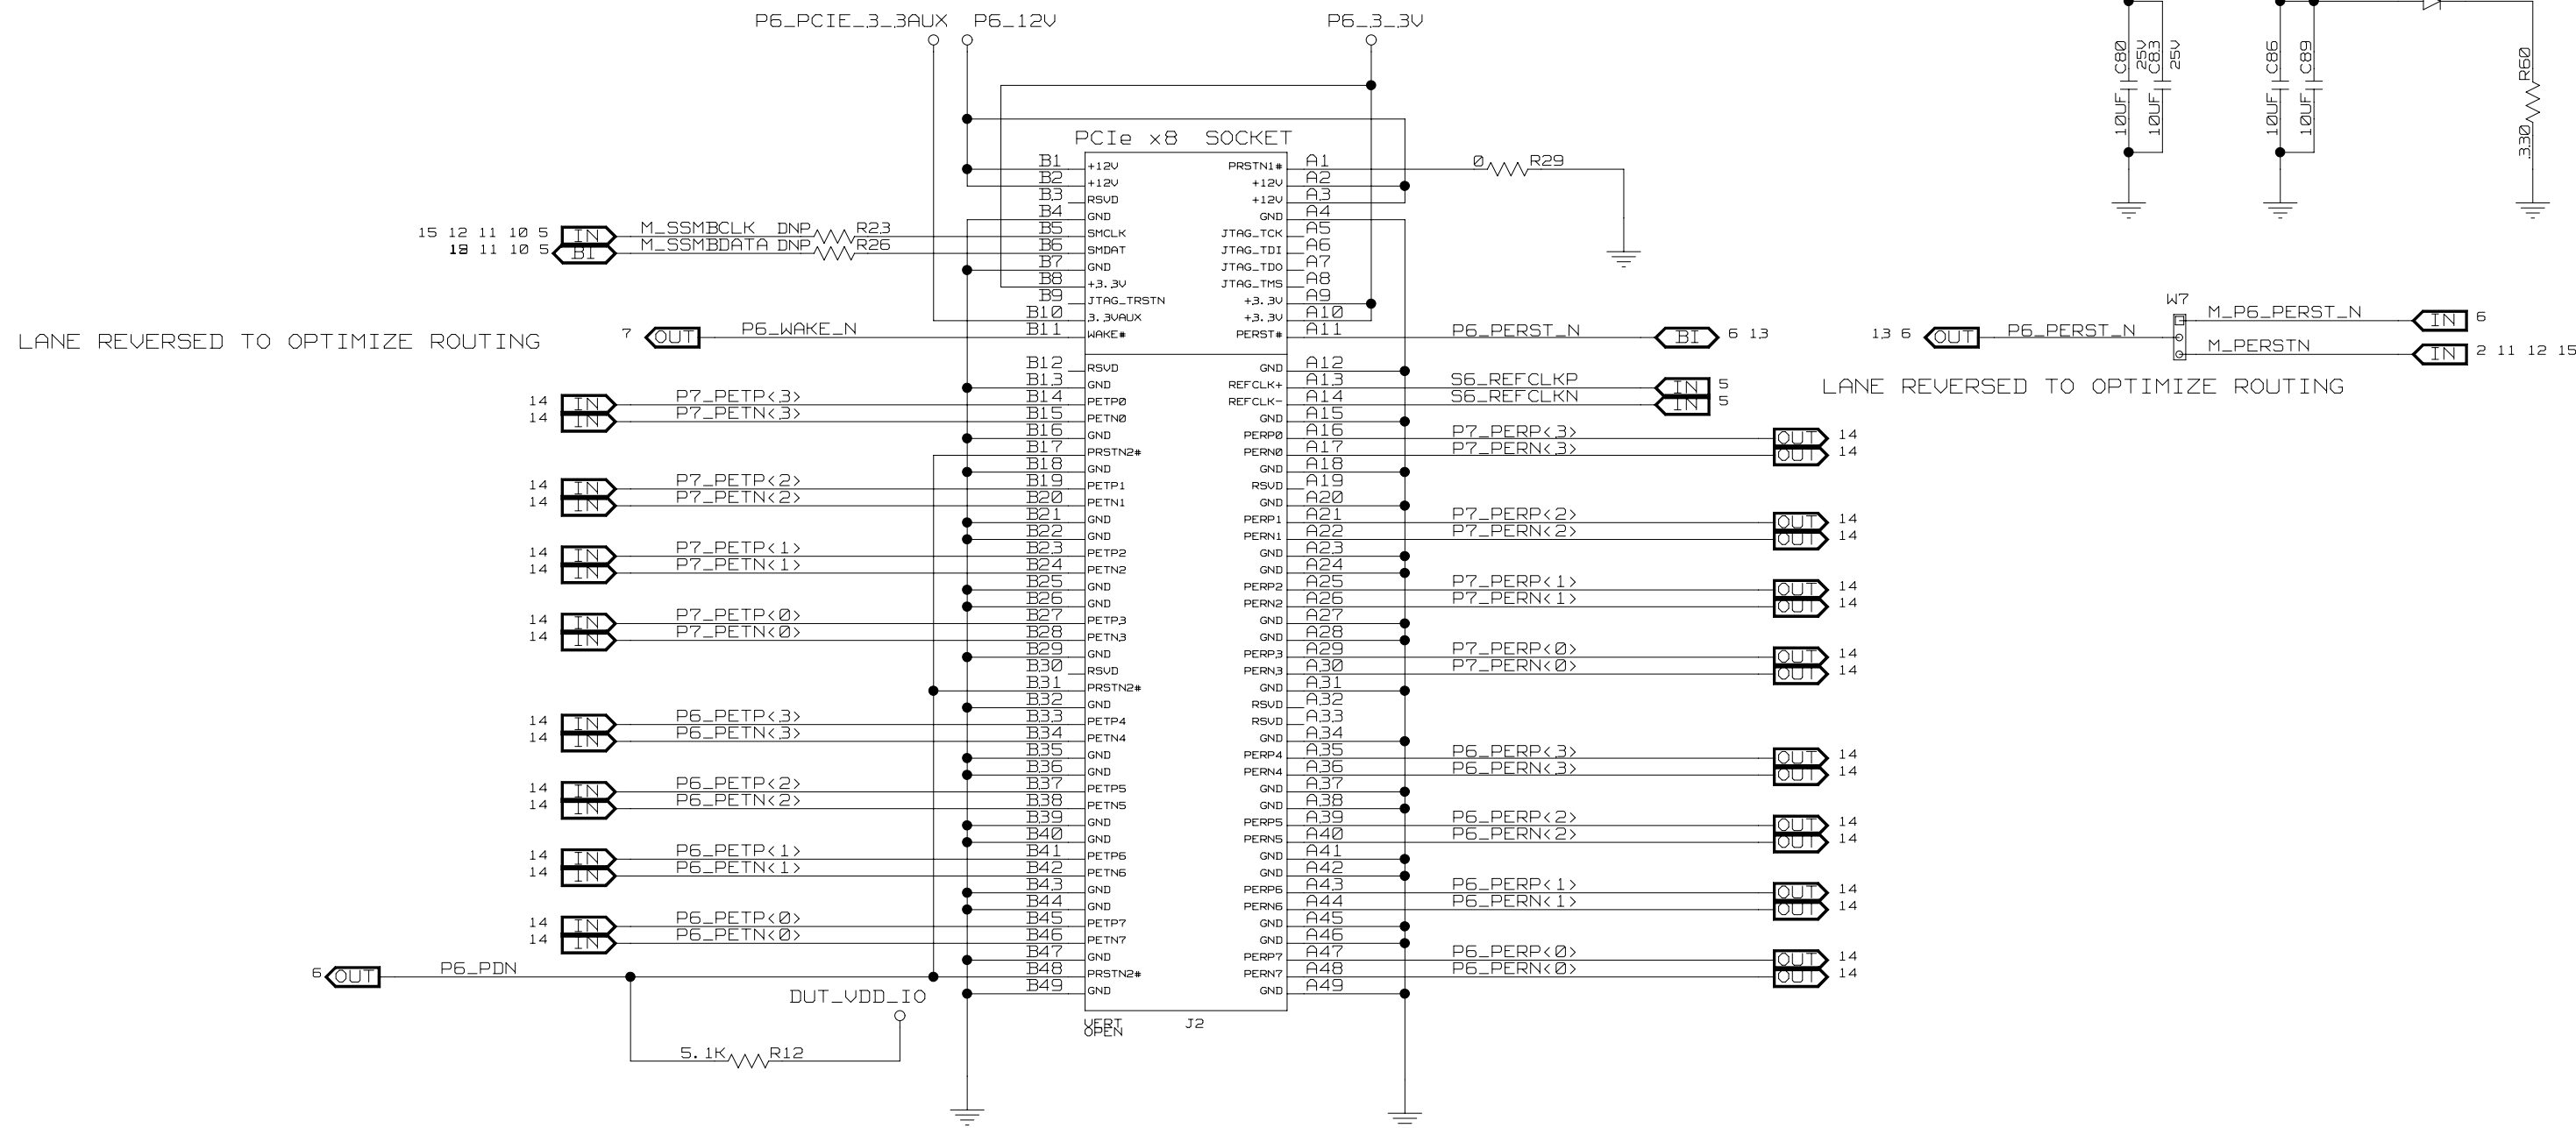 P6_PCIE_3_3AUX P6_12V P6_3_3V
C80 25V C83 25V C86 C89 R60
10UF 10UF 10UF 10UF 330
PCIe x8 SOCKET
B1 +12V PRSTN1# A1 0 R29
B2 +12V +12V A2
B3 RSVD +12V A3
B4 GND GND A4
15 12 11 10 5 IN M_SSMBCLK DNP R23 B5 SMCLK JTAG_TCK A5
11 10 5 BI M_SSMBDATA DNP R26 B6 SMDAT JTAG_TDI A6
B7 GND JTAG_TDO A7
B8 +3.3V JTAG_TMS A8
B9 JTAG_TRSTN +3.3V A9
B10 3.3VAUX +3.3V A10
LANE REVERSED TO OPTIMIZE ROUTING
7 OUT P6_WAKE_N B11 WAKE# PERST# A11 P6_PERST_N BI 6 13
W7
M_P6_PERST_N IN 6
13 6 OUT P6_PERST_N
M_PERSTN IN 2 11 12 15
LANE REVERSED TO OPTIMIZE ROUTING
B12 RSVD GND A12
B13 GND REFCLK+ A13 S6_REFCLKP IN 5
14 IN P7_PETP<3> B14 PETP0 REFCLK- A14 S6_REFCLKN IN 5
14 IN P7_PETN<3> B15 PETN0 GND A15
B16 GND PERP0 A16 P7_PERP<3> OUT 14
B17 PRSTN2# PERN0 A17 P7_PERN<3> OUT 14
B18 GND GND A18
14 IN P7_PETP<2> B19 PETP1 RSVD A19
14 IN P7_PETN<2> B20 PETN1 GND A20
B21 GND PERP1 A21 P7_PERP<2> OUT 14
B22 GND PERN1 A22 P7_PERN<2> OUT 14
14 IN P7_PETP<1> B23 PETP2 GND A23
14 IN P7_PETN<1> B24 PETN2 GND A24
B25 GND PERP2 A25 P7_PERP<1> OUT 14
B26 GND PERN2 A26 P7_PERN<1> OUT 14
14 IN P7_PETP<0> B27 PETP3 GND A27
14 IN P7_PETN<0> B28 PETN3 GND A28
B29 GND PERP3 A29 P7_PERP<0> OUT 14
B30 RSVD PERN3 A30 P7_PERN<0> OUT 14
B31 PRSTN2# GND A31
B32 GND RSVD A32
14 IN P6_PETP<3> B33 PETP4 RSVD A33
14 IN P6_PETN<3> B34 PETN4 GND A34
B35 GND PERP4 A35 P6_PERP<3> OUT 14
B36 GND PERN4 A36 P6_PERN<3> OUT 14
14 IN P6_PETP<2> B37 PETP5 GND A37
14 IN P6_PETN<2> B38 PETN5 GND A38
B39 GND PERP5 A39 P6_PERP<2> OUT 14
B40 GND PERN5 A40 P6_PERN<2> OUT 14
14 IN P6_PETP<1> B41 PETP6 GND A41
14 IN P6_PETN<1> B42 PETN6 GND A42
B43 GND PERP6 A43 P6_PERP<1> OUT 14
B44 GND PERN6 A44 P6_PERN<1> OUT 14
14 IN P6_PETP<0> B45 PETP7 GND A45
14 IN P6_PETN<0> B46 PETN7 GND A46
B47 GND PERP7 A47 P6_PERP<0> OUT 14
6 OUT P6_PDN B48 PRSTN2# PERN7 A48 P6_PERN<0> OUT 14
B49 GND GND A49
DUT_VDD_IO
VERT J2
OPEN
5.1K R12